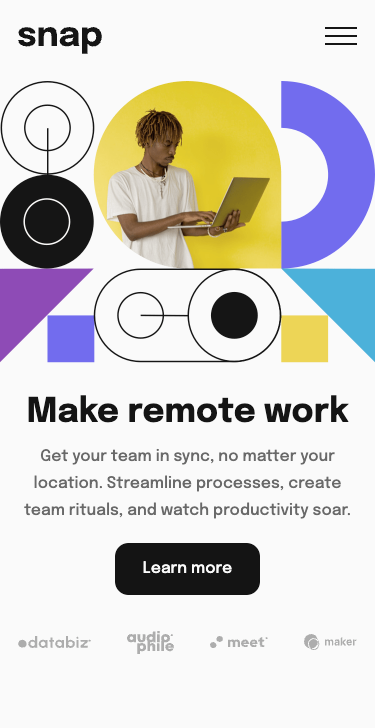 snap
Make remote work
Get your team in sync, no matter your
location. Streamline processes, create
team rituals, and watch productivity soar.
Learn more
databiz
audio
phile
meet
maker